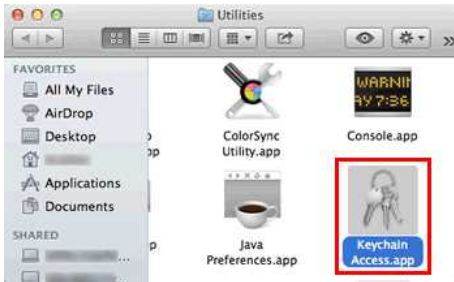 Utilities
FAVORITES
All My Files
AirDrop
Desktop
Applications
Documents
SHARED
...
ColorSync
Utility.app
Console.app
WARNIN
AY 7:36
Java
Preferences.app
Keychain
Access.app